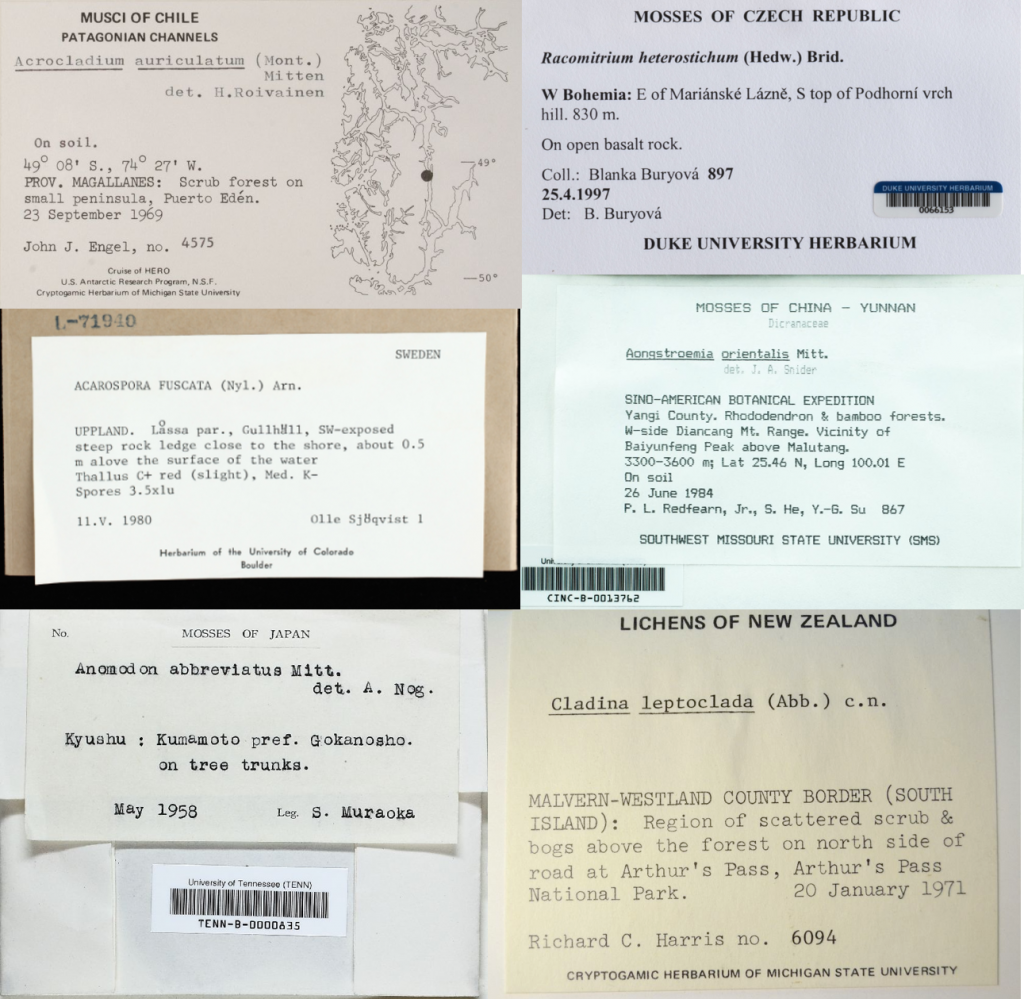 MUSCI OF CHILE
PATAGONIAN CHANNELS
Acrocladium auriculatum (Mont.)
Mitten
det. H.Roivainen
On soil.
49° 08' S., 74° 27' W.
PROV. MAGALLANES: Scrub forest on
small peninsula, Puerto Edén.
23 September 1969
John J. Engel, no. 4575
Cruise of HERO
U.S. Antarctic Research Program, N.S.F.
Cryptogamic Herbarium of Michigan State University
49°
50°
MOSSES OF CZECH REPUBLIC
Racomitrium heterostichum (Hedw.) Brid.
W Bohemia: E of Mariánské Lázně, S top of Podhorní vrch
hill. 830 m.
On open basalt rock.
Coll.: Blanka Buryová 897
25.4.1997
Det: B. Buryová
DUKE UNIVERSITY HERBARIUM
0066153
DUKE UNIVERSITY HERBARIUM
L-71940
SWEDEN
ACAROSPORA FUSCATA (Nyl.) Arn.
UPPLAND. Låssa par., Gullhäll, SW-exposed
steep rock ledge close to the shore, about 0.5
m alove the surface of the water
Thallus C+ red (slight), Med. K-
Spores 3.5x1u
11.V. 1980 Olle Sjöqvist 1
Herbarium of the University of Colorado
Boulder
MOSSES OF CHINA - YUNNAN
Dicranaceae
Aongstroemia orientalis Mitt.
det. J. A. Snider
SINO-AMERICAN BOTANICAL EXPEDITION
Yangi County. Rhododendron & bamboo forests.
W-side Diancang Mt. Range. Vicinity of
Baiyunfeng Peak above Malutang.
3300-3600 m; Lat 25.46 N, Long 100.01 E
On soil
26 June 1984
P. L. Redfearn, Jr., S. He, Y.-G. Su 867
SOUTHWEST MISSOURI STATE UNIVERSITY (SMS)
CINC-B-0013762
No. MOSSES OF JAPAN
Anomodon abbreviatus Mitt.
det. A. Nog.
Kyushu : Kumamoto pref. Gokanosho.
on tree trunks.
May 1958 Leg. S. Muraoka
University of Tennessee (TENN)
TENN-B-0000835
LICHENS OF NEW ZEALAND
Cladina leptoclada (Abb.) c.n.
MALVERN-WESTLAND COUNTY BORDER (SOUTH
ISLAND): Region of scattered scrub &
bogs above the forest on north side of
road at Arthur's Pass, Arthur's Pass
National Park. 20 January 1971
Richard C. Harris no. 6094
CRYPTOGAMIC HERBARIUM OF MICHIGAN STATE UNIVERSITY